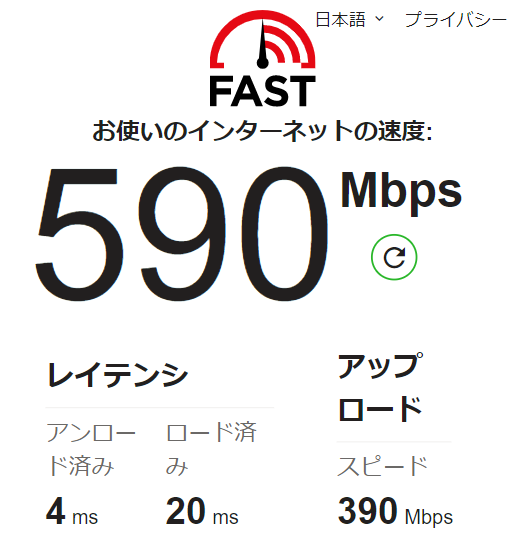 日本語 プライバシー
FAST
お使いのインターネットの速度:
590 Mbps
レイテンシ
アンロー
ド済み
4 ms
ロード済
み
20 ms
アップ
ロード
スピード
390 Mbps